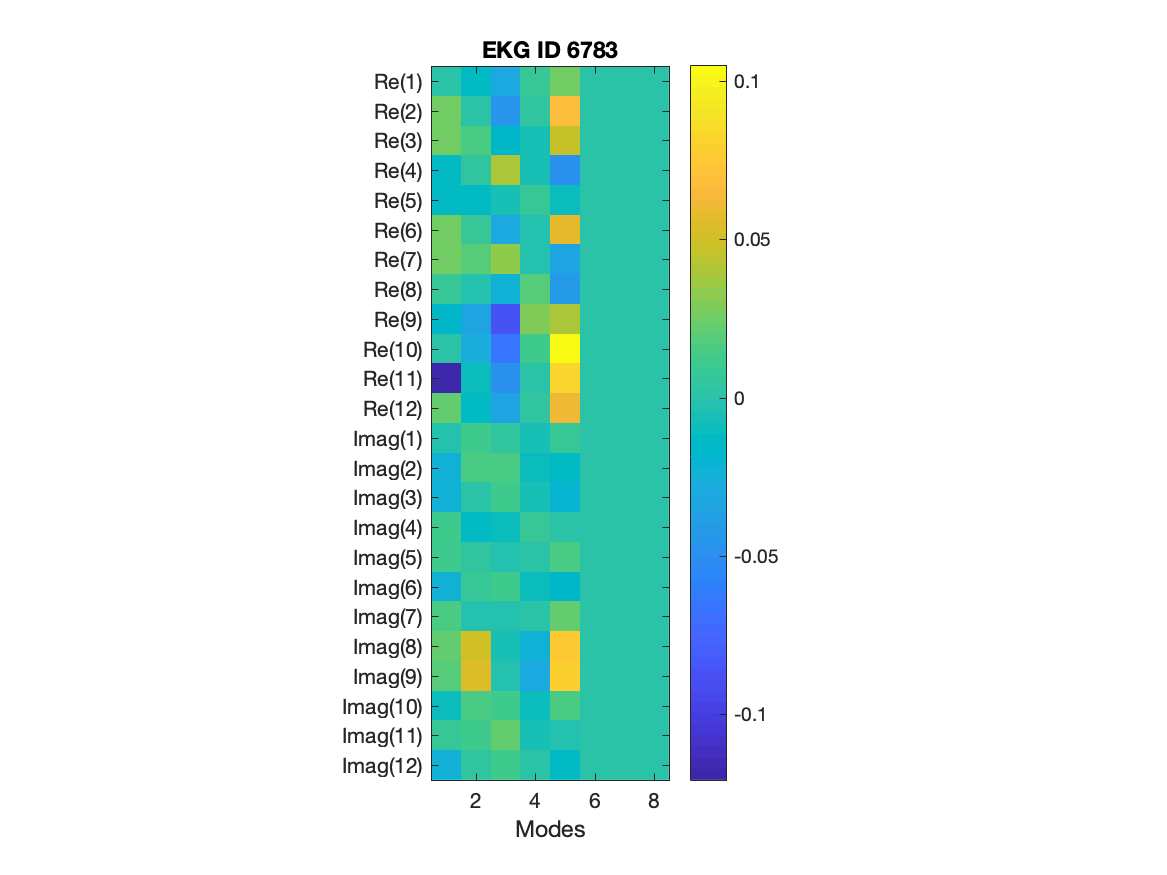 EKG ID 6783
Re(1)
Re(2)
Re(3)
Re(4)
Re(5)
Re(6)
Re(7)
Re(8)
Re(9)
Re(10)
Re(11)
Re(12)
Imag(1)
Imag(2)
Imag(3)
Imag(4)
Imag(5)
Imag(6)
Imag(7)
Imag(8)
Imag(9)
Imag(10)
Imag(11)
Imag(12)
2 4 6 8
Modes
0.1
0.05
0
-0.05
-0.1